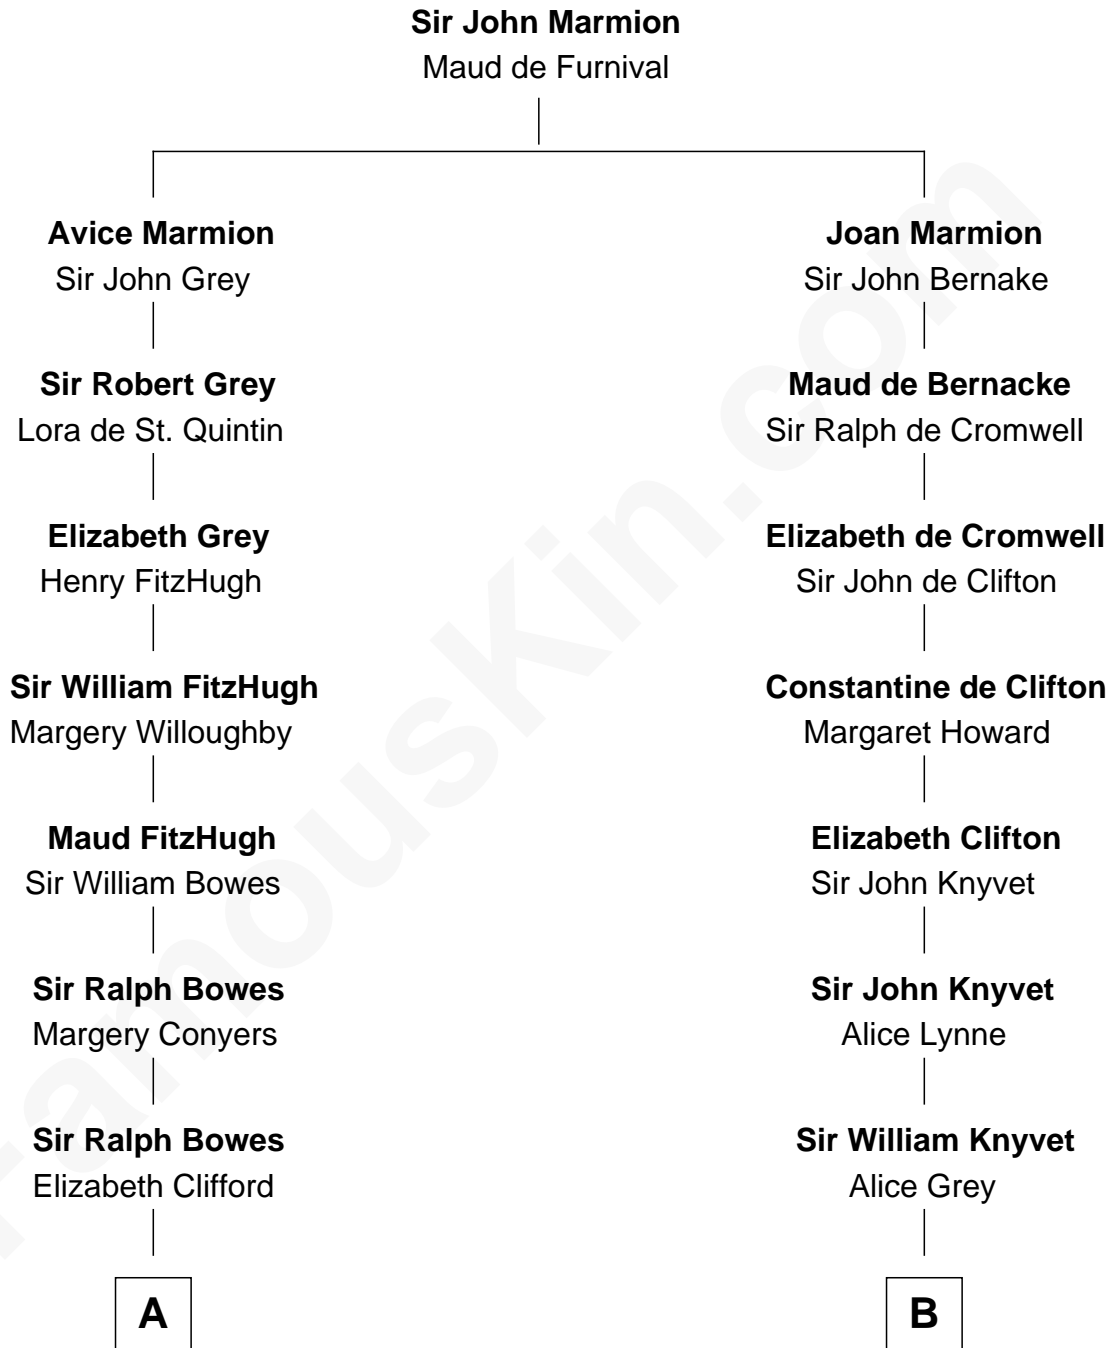 Sir John Marmion
Maud de Furnival
Avice Marmion
Sir John Grey
Joan Marmion
Sir John Bernake
Sir Robert Grey
Lora de St. Quintin
Maud de Bernacke
Sir Ralph de Cromwell
Elizabeth Grey
Henry FitzHugh
Elizabeth de Cromwell
Sir John de Clifton
Sir William FitzHugh
Margery Willoughby
Constantine de Clifton
Margaret Howard
Maud FitzHugh
Sir William Bowes
Elizabeth Clifton
Sir John Knyvet
Sir Ralph Bowes
Margery Conyers
Sir John Knyvet
Alice Lynne
Sir Ralph Bowes
Elizabeth Clifford
Sir William Knyvet
Alice Grey
A
B
FamousKin.com